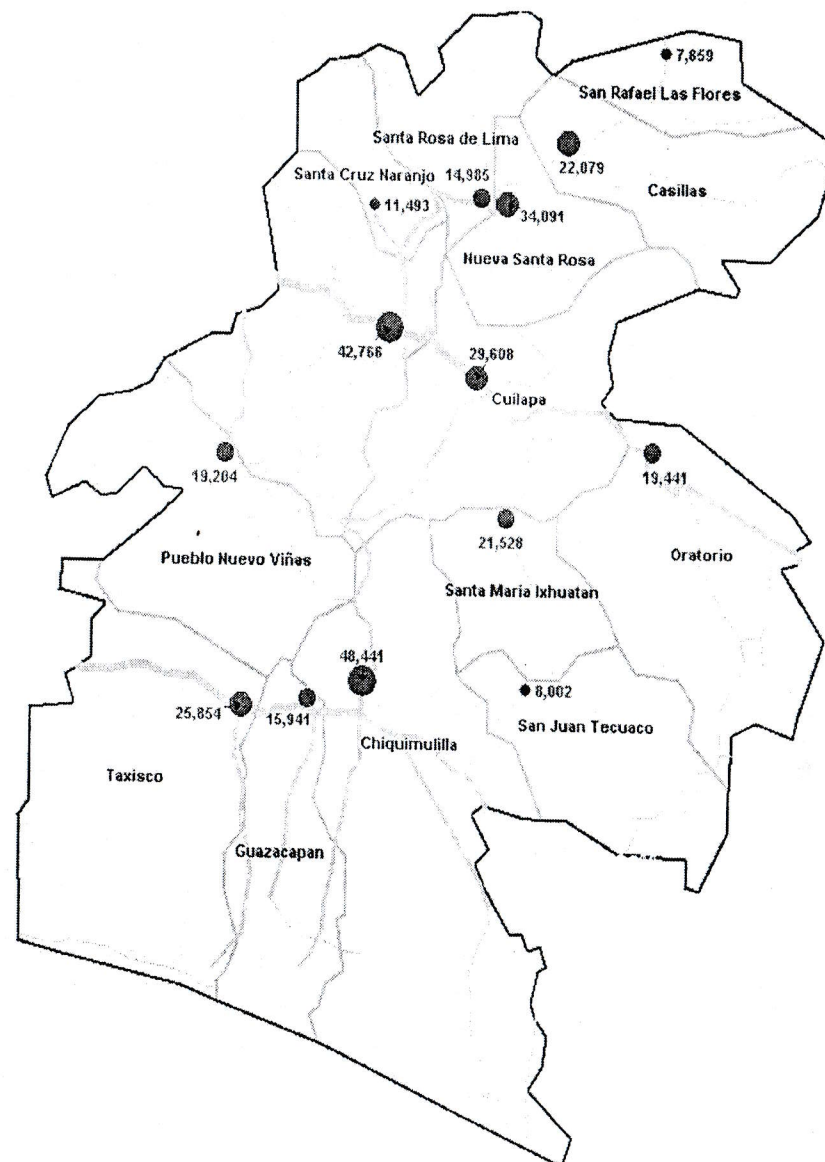 7,859
San Rafael Las Flores
Santa Rosa de Lima
22,079
Santa Cruz Naranjo
14,985
Casillas
11,493
34,091
Nueva Santa Rosa
42,766
29,608
Cuilapa
19,204
19,441
21,528
Pueblo Nuevo Viñas
Oratorio
Santa Maria Ixhuatan
48,441
8,002
25,854
15,941
San Juan Tecuaco
Chiquimulilla
Taxisco
Guazacapan